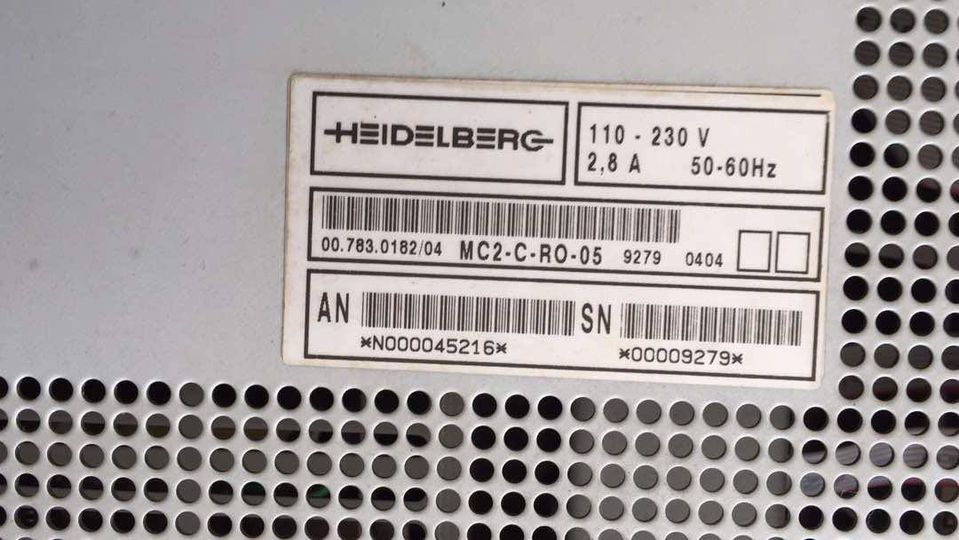 HEIDELBERG
110 - 230 V
2,8 A 50-60Hz
00.783.0182/04 MC2-C-RO-05 9279 0404
AN SN
*N000045216* *00009279*